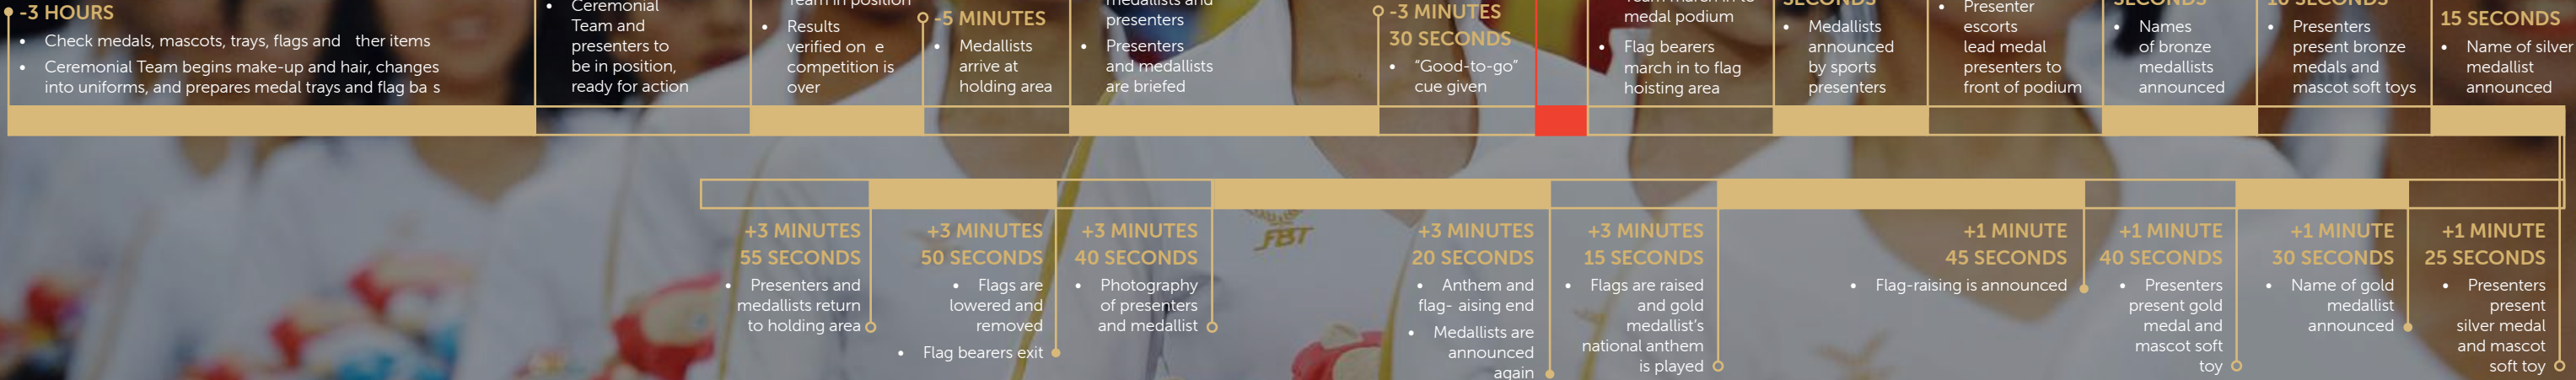 -3 HOURS
• Check medals, mascots, trays, flags and ther items
• Ceremonial Team begins make-up and hair, changes
into uniforms, and prepares medal trays and flag ba s
• Ceremonial
Team and
presenters to
be in position,
ready for action
Team in position
• Results
verified on e
competition is
over
-5 MINUTES
• Medallists
arrive at
holding area
medallists and
presenters
• Presenters
and medallists
are briefed
-3 MINUTES
30 SECONDS
• “Good-to-go”
cue given
medal podium
• Flag bearers
march in to flag
hoisting area
SECONDS
• Medallists
announced
by sports
presenters
• Presenter
escorts
lead medal
presenters to
front of podium
SECONDS
• Names
of bronze
medallists
announced
10 SECONDS
• Presenters
present bronze
medals and
mascot soft toys
15 SECONDS
• Name of silver
medallist
announced
+1 MINUTE
25 SECONDS
• Presenters
present
silver medal
and mascot
soft toy
+1 MINUTE
30 SECONDS
• Name of gold
medallist
announced
+1 MINUTE
40 SECONDS
• Presenters
present gold
medal and
mascot soft
toy
+1 MINUTE
45 SECONDS
• Flag-raising is announced
+3 MINUTES
15 SECONDS
• Flags are raised
and gold
medallist’s
national anthem
is played
+3 MINUTES
20 SECONDS
• Anthem and
flag- aising end
• Medallists are
announced
again
+3 MINUTES
40 SECONDS
• Photography
of presenters
and medallist
+3 MINUTES
50 SECONDS
• Flags are
lowered and
removed
• Flag bearers exit
+3 MINUTES
55 SECONDS
• Presenters and
medallists return
to holding area
FBT